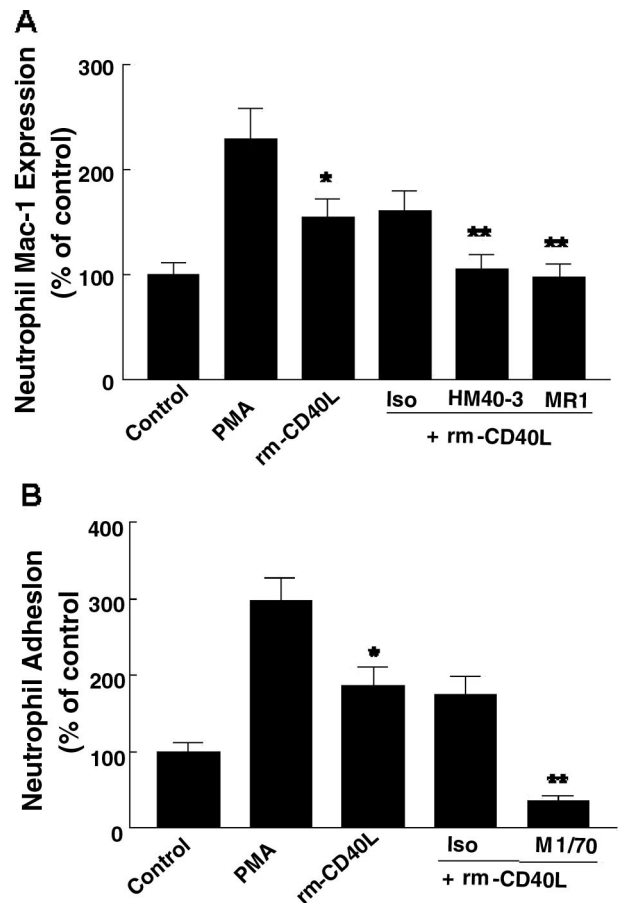 A
Neutrophil Mac-1 Expression
(% of control)
300
200
100
0
*
**
**
Control
PMA
rm-CD40L
Iso
HM40-3
MR1
+ rm-CD40L
B
Neutrophil Adhesion
(% of control)
400
300
200
100
0
*
**
Control
PMA
rm-CD40L
Iso
M1/70
+ rm-CD40L